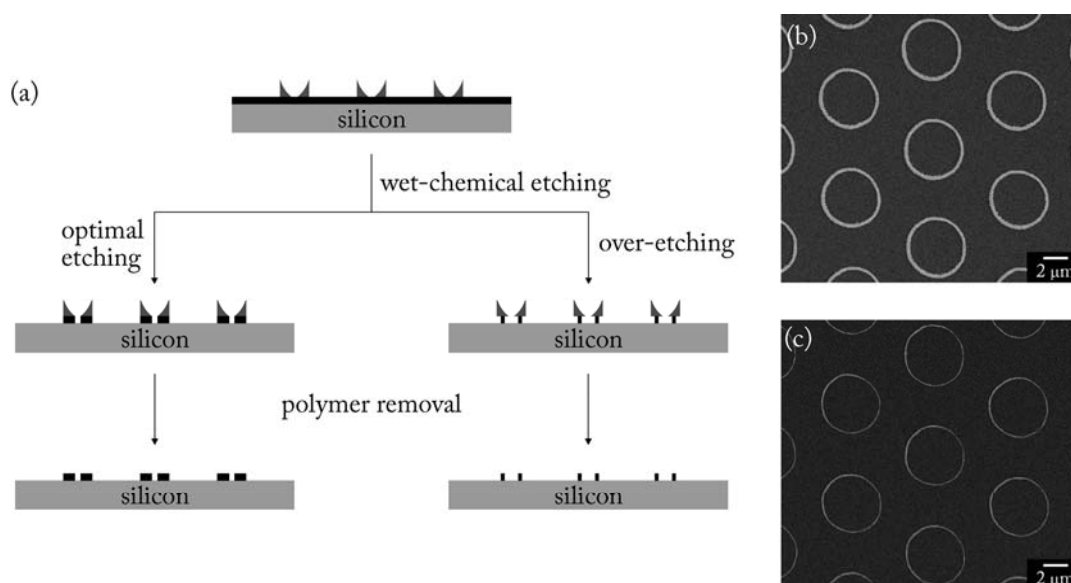 (a)
silicon
wet-chemical etching
optimal
etching
over-etching
silicon
silicon
polymer removal
silicon
silicon
(b)
2 μm
(c)
2 μm